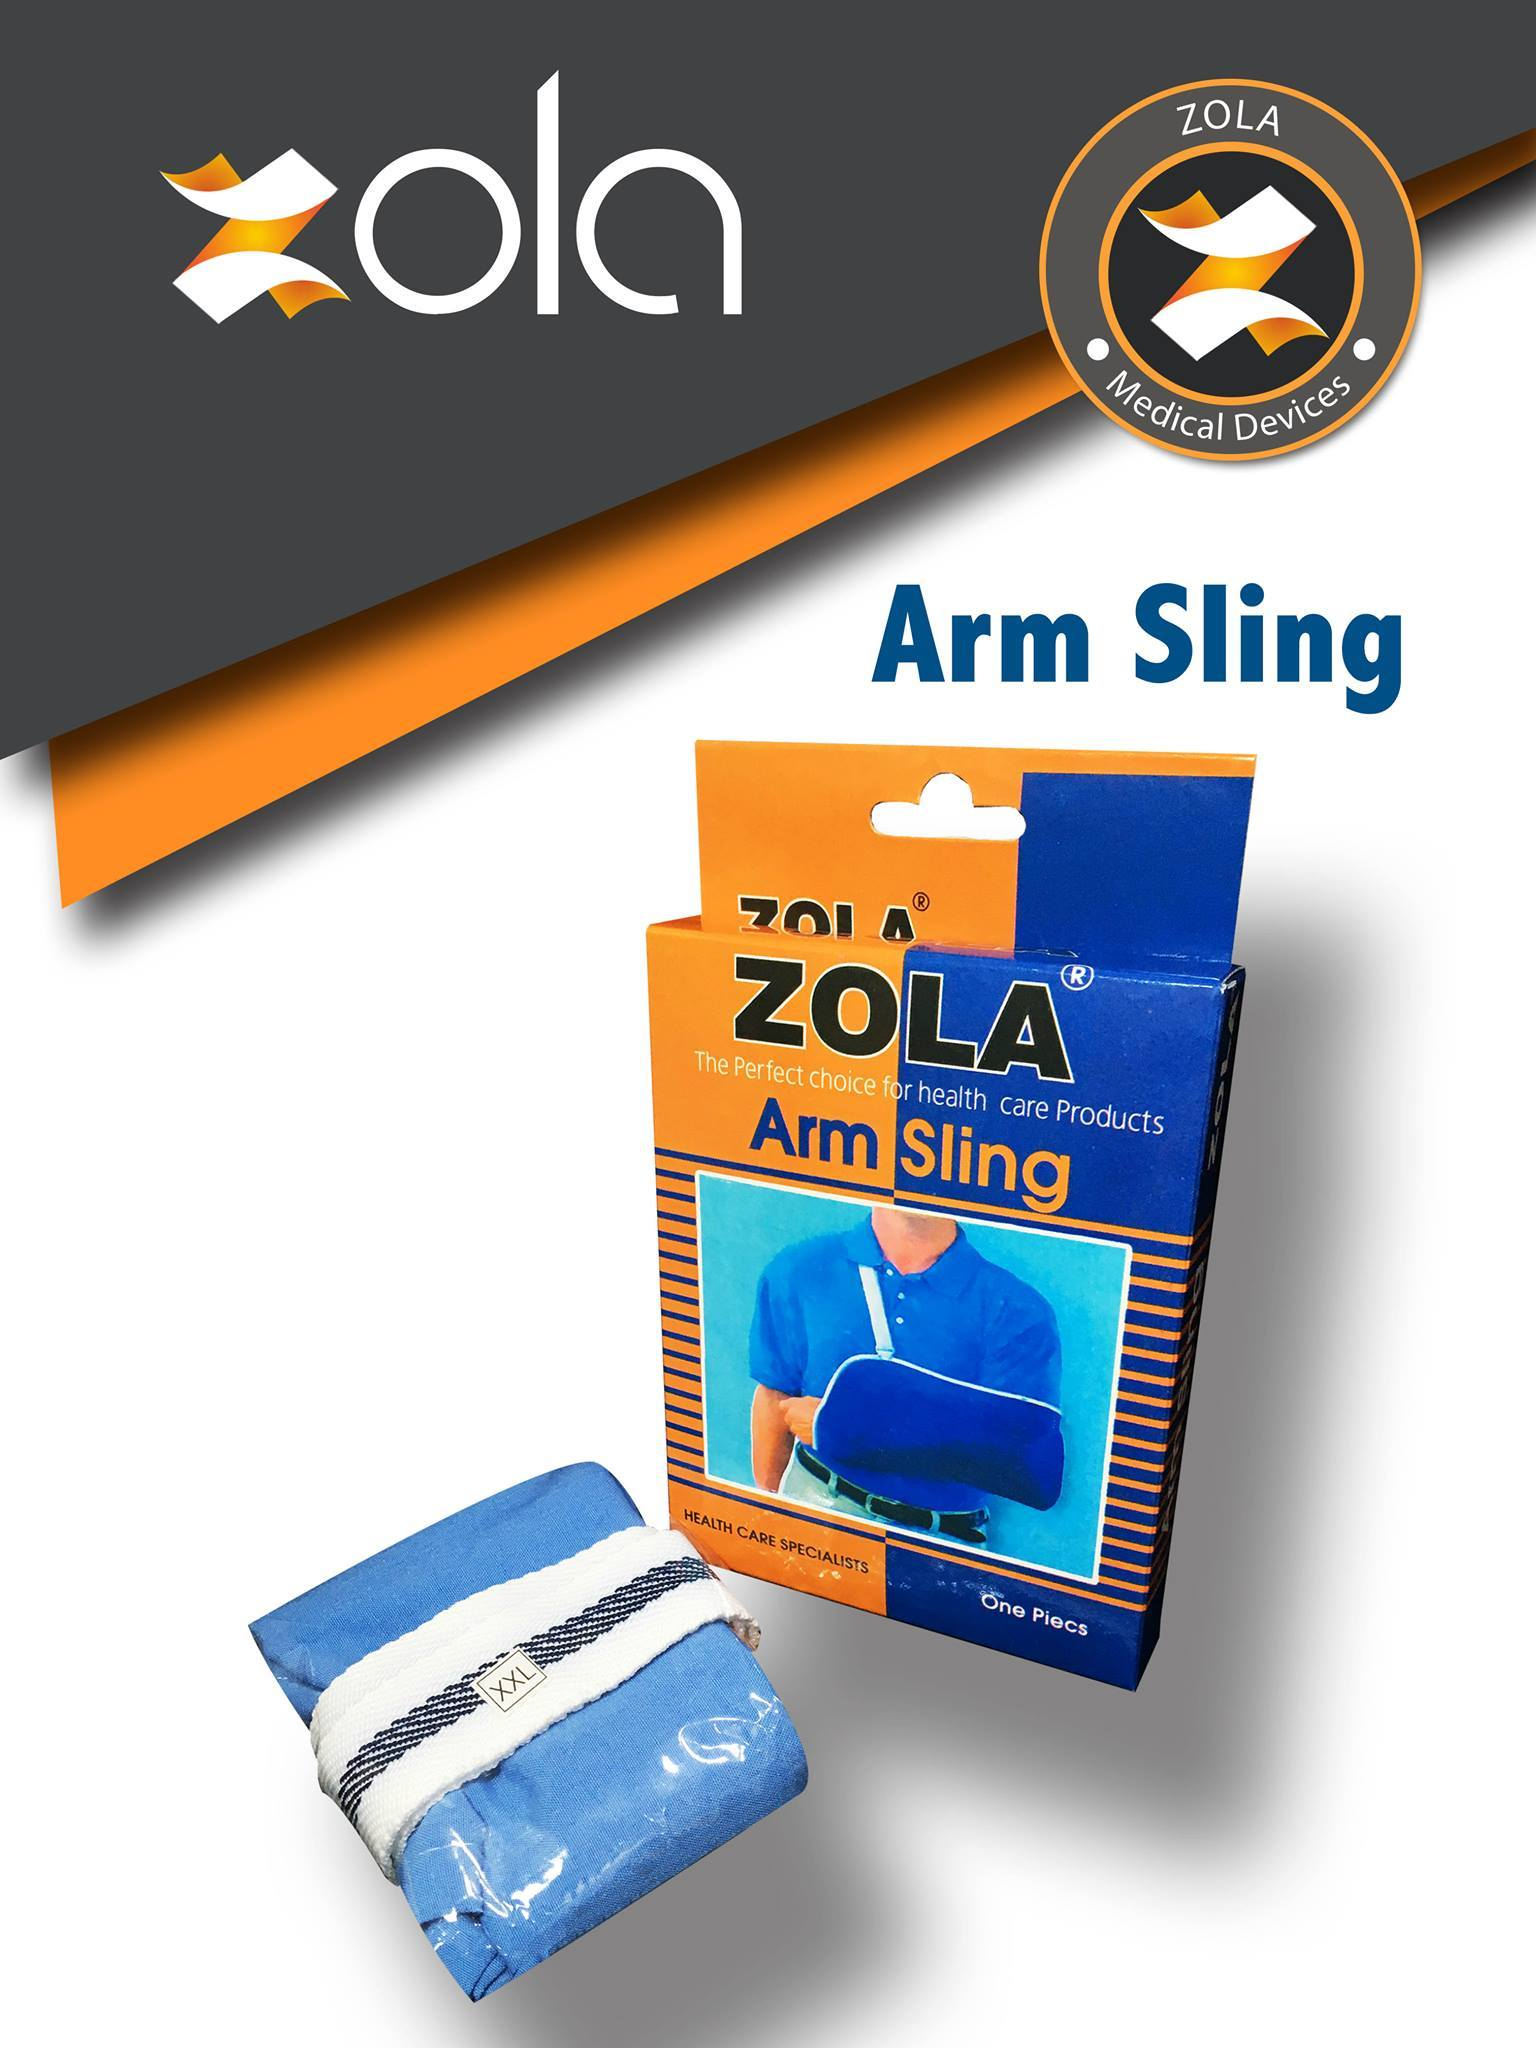 zola
ZOLA
Medical Devices
Arm Sling
ZOLA®
ZOLA®
The Perfect choice for health care Products
Arm Sling
HEALTH CARE SPECIALISTS
One Piecs
XXL
ZOLA